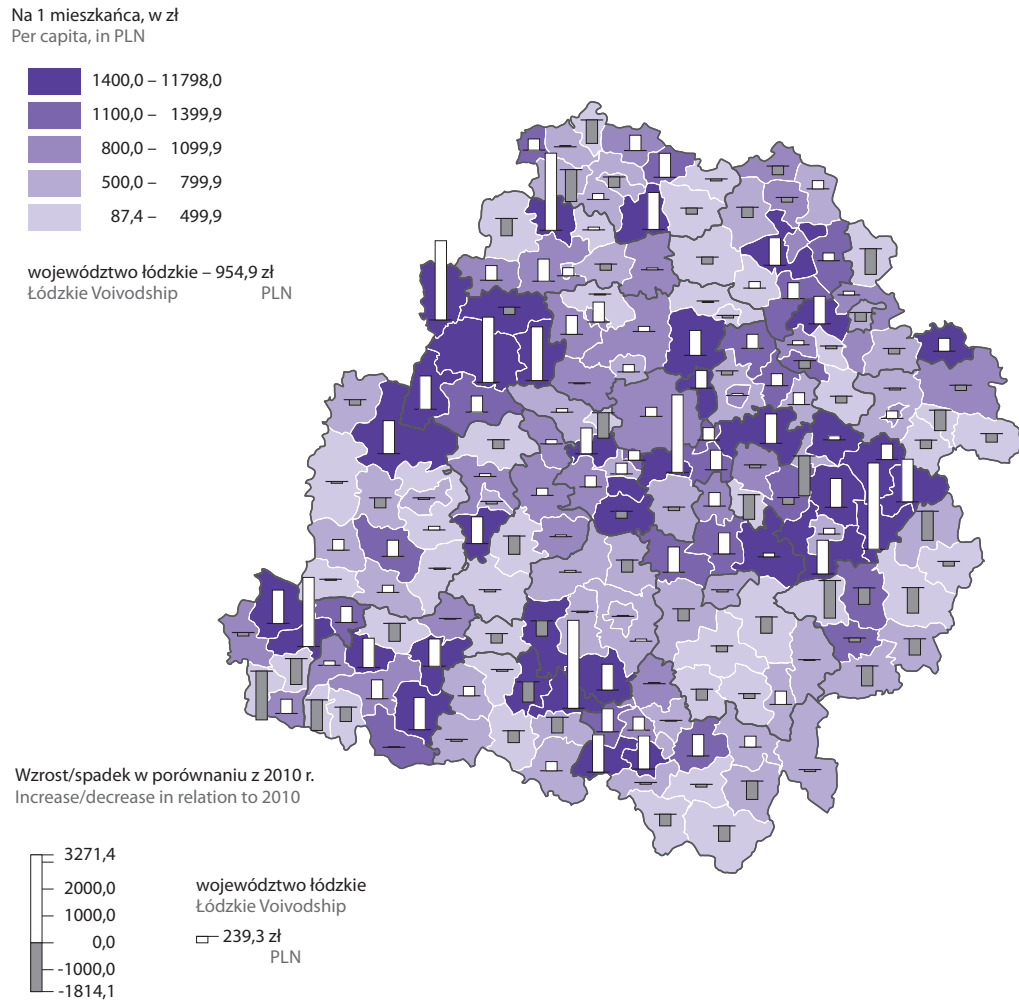 Na 1 mieszkańca, w zł
Per capita, in PLN
1400,0 – 11798,0
1100,0 – 1399,9
800,0 – 1099,9
500,0 – 799,9
87,4 – 499,9
województwo łódzkie – 954,9 zł
Łódzkie Voivodship PLN
Wzrost/spadek w porównaniu z 2010 r.
Increase/decrease in relation to 2010
3271,4
2000,0
1000,0
0,0
-1000,0
-1814,1
województwo łódzkie
Łódzkie Voivodship
239,3 zł
PLN